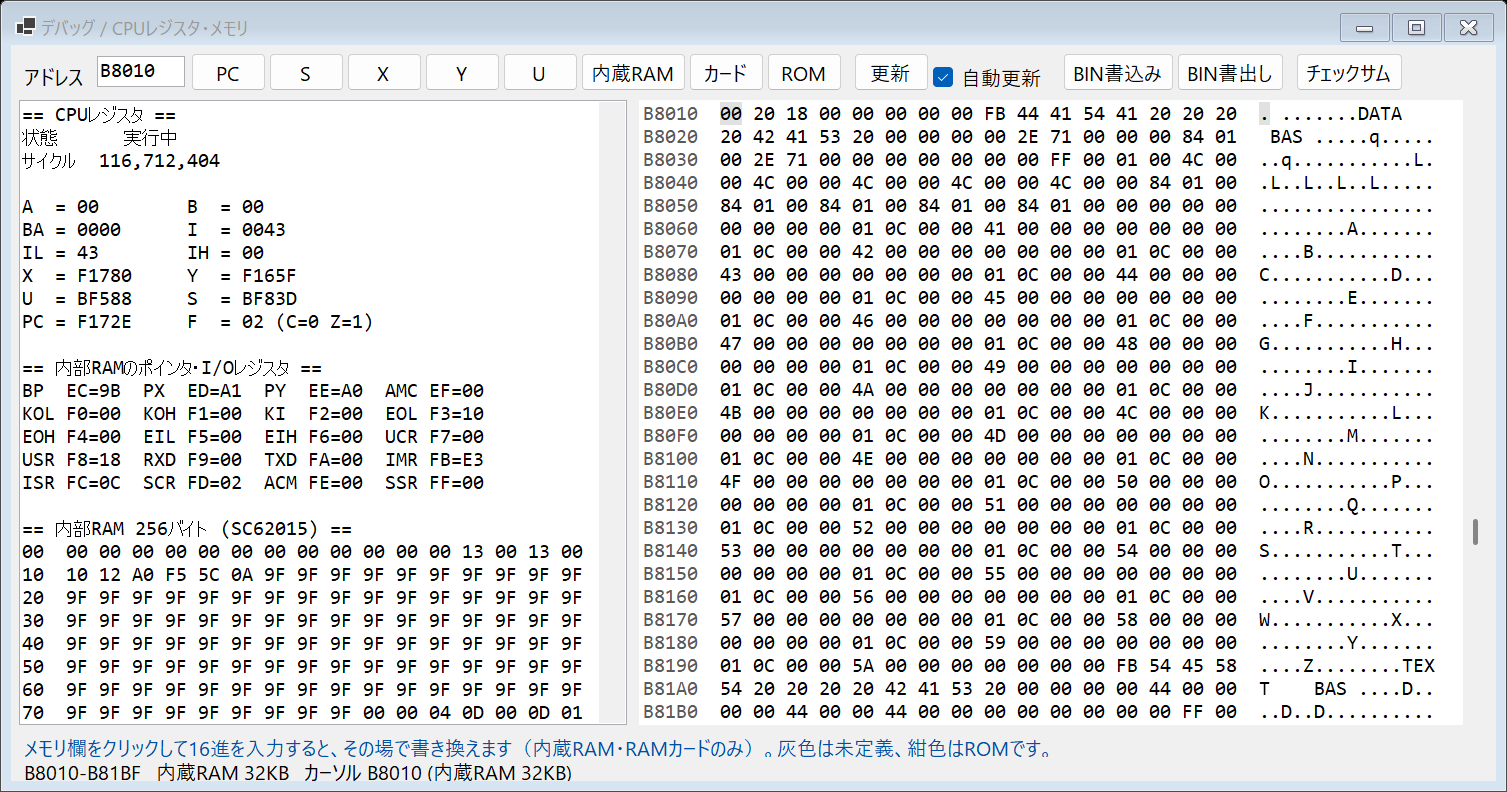 デバッグ / CPUレジスタ・メモリ
アドレス B8010 PC S X Y U 内蔵RAM カード ROM 更新 自動更新 BIN書込み BIN書出し チェックサム
== CPUレジスタ ==
状態 実行中
サイクル 116,712,404
A = 00 B = 00
BA = 0000 I = 0043
IL = 43 IH = 00
X = F1780 Y = F165F
U = BF588 S = BF83D
PC = F172E F = 02 (C=0 Z=1)
== 内部RAMのポインタ・I/Oレジスタ ==
BP EC=9B PX ED=A1 PY EE=A0 AMC EF=00
KOL F0=00 KOH F1=00 KI F2=00 EOL F3=10
EOH F4=00 EIL F5=00 EIH F6=00 UCR F7=00
USR F8=18 RXD F9=00 TXD FA=00 IMR FB=E3
ISR FC=0C SCR FD=02 ACM FE=00 SSR FF=00
== 内部RAM 256バイト (SC62015) ==
00 00 00 00 00 00 00 00 00 00 00 00 00 13 00 13 00
10 10 12 A0 F5 5C 0A 9F 9F 9F 9F 9F 9F 9F 9F 9F 9F
20 9F 9F 9F 9F 9F 9F 9F 9F 9F 9F 9F 9F 9F 9F 9F 9F
30 9F 9F 9F 9F 9F 9F 9F 9F 9F 9F 9F 9F 9F 9F 9F 9F
40 9F 9F 9F 9F 9F 9F 9F 9F 9F 9F 9F 9F 9F 9F 9F 9F
50 9F 9F 9F 9F 9F 9F 9F 9F 9F 9F 9F 9F 9F 9F 9F 9F
60 9F 9F 9F 9F 9F 9F 9F 9F 9F 9F 9F 9F 9F 9F 9F 9F
70 9F 9F 9F 9F 9F 9F 9F 9F 9F 00 00 04 0D 00 0D 01
B8010 00 20 18 00 00 00 00 00 FB 44 41 54 41 20 20 20 . .......DATA
B8020 20 42 41 53 20 00 00 00 00 2E 71 00 00 00 84 01 BAS .....q.....
B8030 00 2E 71 00 00 00 00 00 00 00 FF 00 01 00 4C 00 ..q...........L.
B8040 00 4C 00 00 4C 00 00 4C 00 00 4C 00 00 84 01 00 .L..L..L..L.....
B8050 84 01 00 84 01 00 84 01 00 84 01 00 00 00 00 00 ................
B8060 00 00 00 00 01 0C 00 00 41 00 00 00 00 00 00 00 ........A.......
B8070 01 0C 00 00 42 00 00 00 00 00 00 00 01 0C 00 00 ....B...........
B8080 43 00 00 00 00 00 00 00 01 0C 00 00 44 00 00 00 C...........D...
B8090 00 00 00 00 01 0C 00 00 45 00 00 00 00 00 00 00 ........E.......
B80A0 01 0C 00 00 46 00 00 00 00 00 00 00 01 0C 00 00 ....F...........
B80B0 47 00 00 00 00 00 00 00 01 0C 00 00 48 00 00 00 G...........H...
B80C0 00 00 00 00 01 0C 00 00 49 00 00 00 00 00 00 00 ........I.......
B80D0 01 0C 00 00 4A 00 00 00 00 00 00 00 01 0C 00 00 ....J...........
B80E0 4B 00 00 00 00 00 00 00 01 0C 00 00 4C 00 00 00 K...........L...
B80F0 00 00 00 00 01 0C 00 00 4D 00 00 00 00 00 00 00 ........M.......
B8100 01 0C 00 00 4E 00 00 00 00 00 00 00 01 0C 00 00 ....N...........
B8110 4F 00 00 00 00 00 00 00 01 0C 00 00 50 00 00 00 O...........P...
B8120 00 00 00 00 01 0C 00 00 51 00 00 00 00 00 00 00 ........Q.......
B8130 01 0C 00 00 52 00 00 00 00 00 00 00 01 0C 00 00 ....R...........
B8140 53 00 00 00 00 00 00 00 01 0C 00 00 54 00 00 00 S...........T...
B8150 00 00 00 00 01 0C 00 00 55 00 00 00 00 00 00 00 ........U.......
B8160 01 0C 00 00 56 00 00 00 00 00 00 00 01 0C 00 00 ....V...........
B8170 57 00 00 00 00 00 00 00 01 0C 00 00 58 00 00 00 W...........X...
B8180 00 00 00 00 01 0C 00 00 59 00 00 00 00 00 00 00 ........Y.......
B8190 01 0C 00 00 5A 00 00 00 00 00 00 00 FB 54 45 58 ....Z........TEX
B81A0 54 20 20 20 20 42 41 53 20 00 00 00 00 44 00 00 T    BAS ....D..
B81B0 00 00 44 00 00 44 00 00 00 00 00 00 00 00 FF 00 ..D..D..........
メモリ欄をクリックして16進を入力すると、その場で書き換えます（内蔵RAM・RAMカードのみ）。灰色は未定義、紺色はROMです。
B8010-B81BF 内蔵RAM 32KB カーソル B8010 (内蔵RAM 32KB)